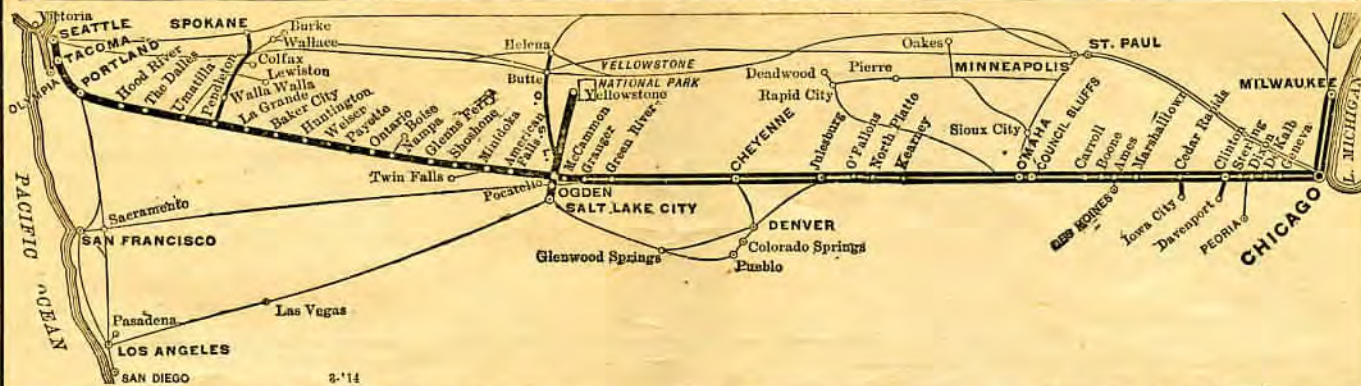 Victoria
SEATTLE
TACOMA
PORTLAND
OLYMPIA
SPOKANE
Burke
Wallace
Colfax
Lewiston
Walla Walla
Hood River
The Dalles
Umatilla
Pendleton
La Grande
Baker City
Huntington
Weiser
Payette
Ontario
Boise
Nampa
Glenns Ferry
Shoshone
Minidoka
American Falls
Twin Falls
Pocatello
Helena
Butte
YELLOWSTONE
NATIONAL PARK
Yellowstone
McCammon
Granger
Green River
OGDEN
SALT LAKE CITY
CHEYENNE
Julesburg
O'Fallons
North Platto
Kearney
DENVER
Colorado Springs
Pueblo
Glenwood Springs
Deadwood
Rapid City
Pierre
Oakes
MINNEAPOLIS
ST. PAUL
Sioux City
OMAHA
COUNCIL BLUFFS
Carroll
Boone
Ames
Marshalltown
Cedar Rapids
Clinton
Sterling
Dixon
De Kalb
Geneva
DES MOINES
Iowa City
Davenport
PEORIA
CHICAGO
MILWAUKEE
L. MICHIGAN
PACIFIC OCEAN
Sacramento
SAN FRANCISCO
Las Vegas
Pasadena
LOS ANGELES
SAN DIEGO
2-'14